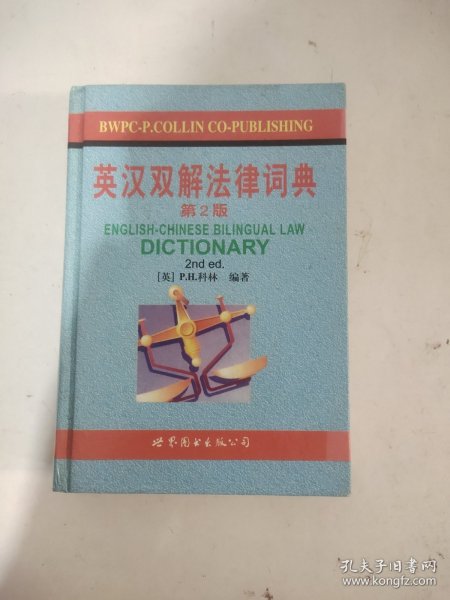 BWPC-P.COLLIN CO-PUBLISHING
英汉双解法律词典
第2版
ENGLISH-CHINESE BILINGUAL LAW
DICTIONARY
2nd ed.
[英] P.H.科林 编著
世界图书出版公司
孔夫子旧书网
www.kongfz.com